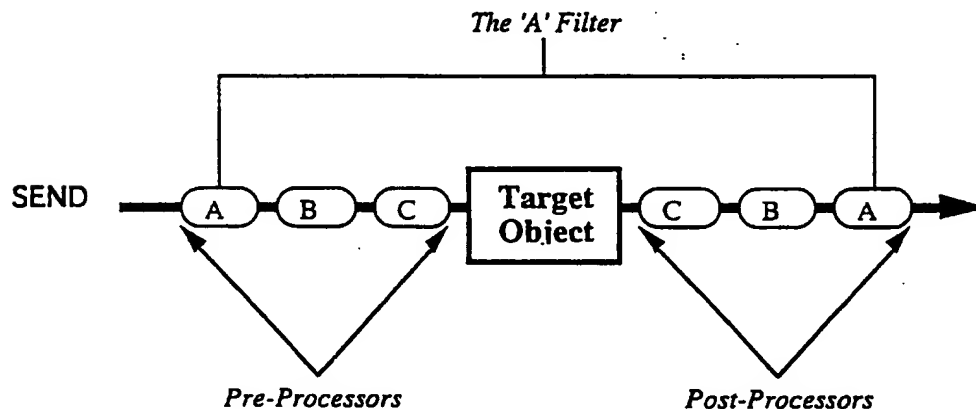 The 'A' Filter
SEND
A
B
C
Target
Object
C
B
A
Pre-Processors
Post-Processors